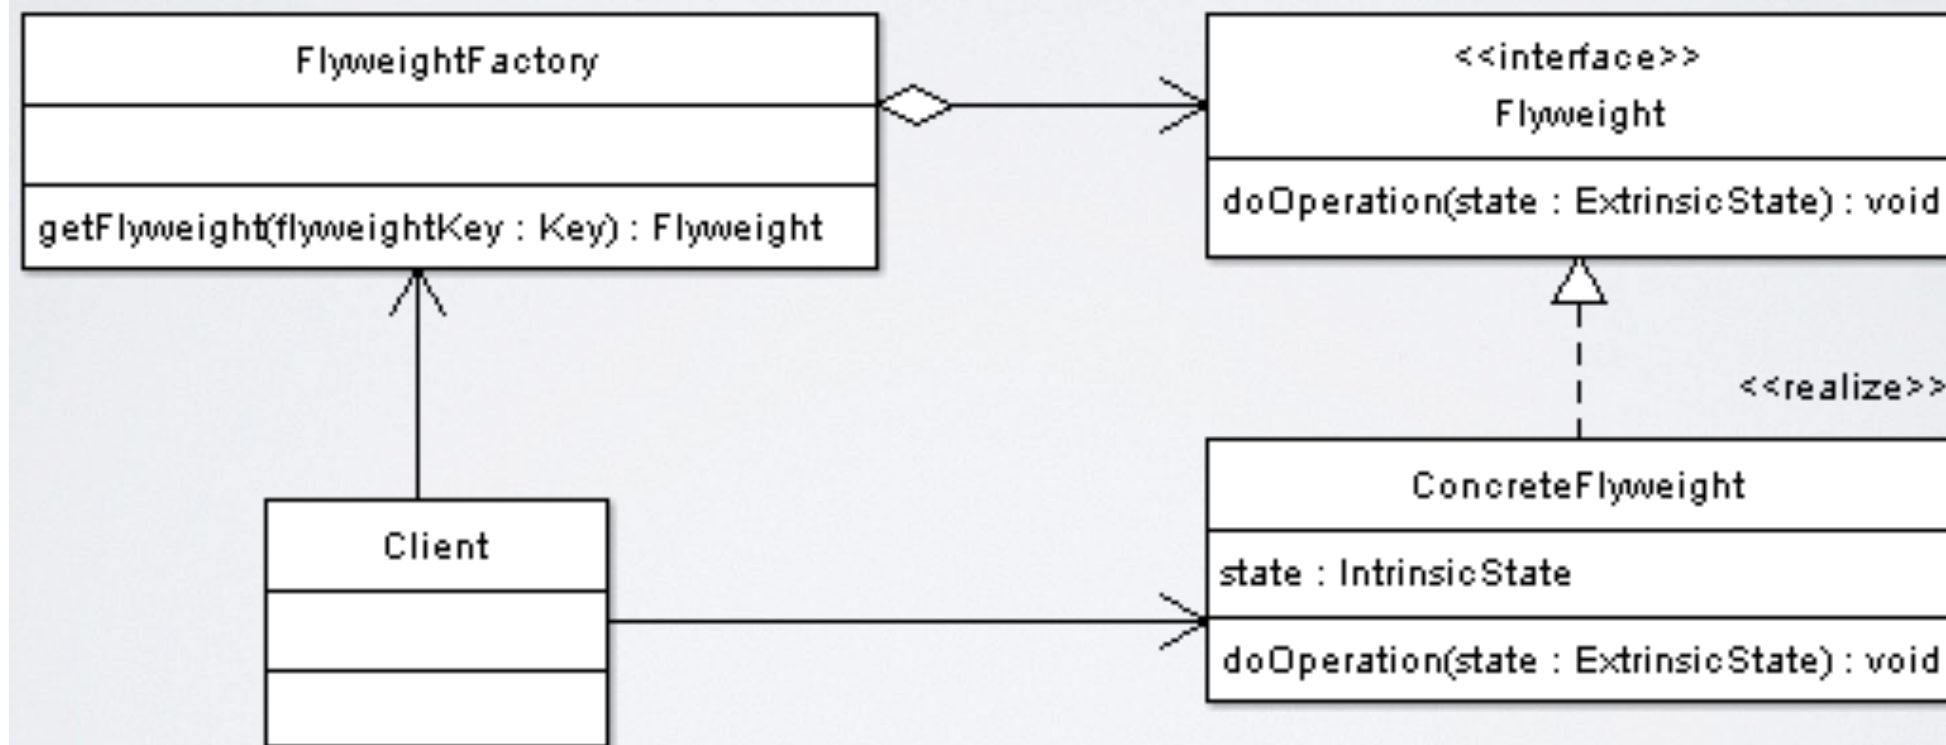 FlyweightFactory
getFlyweight(flyweightKey : Key) : Flyweight
<<interface>>
Flyweight
doOperation(state : ExtrinsicState) : void
<<realize>>
Client
ConcreteFlyweight
state : IntrinsicState
doOperation(state : ExtrinsicState) : void